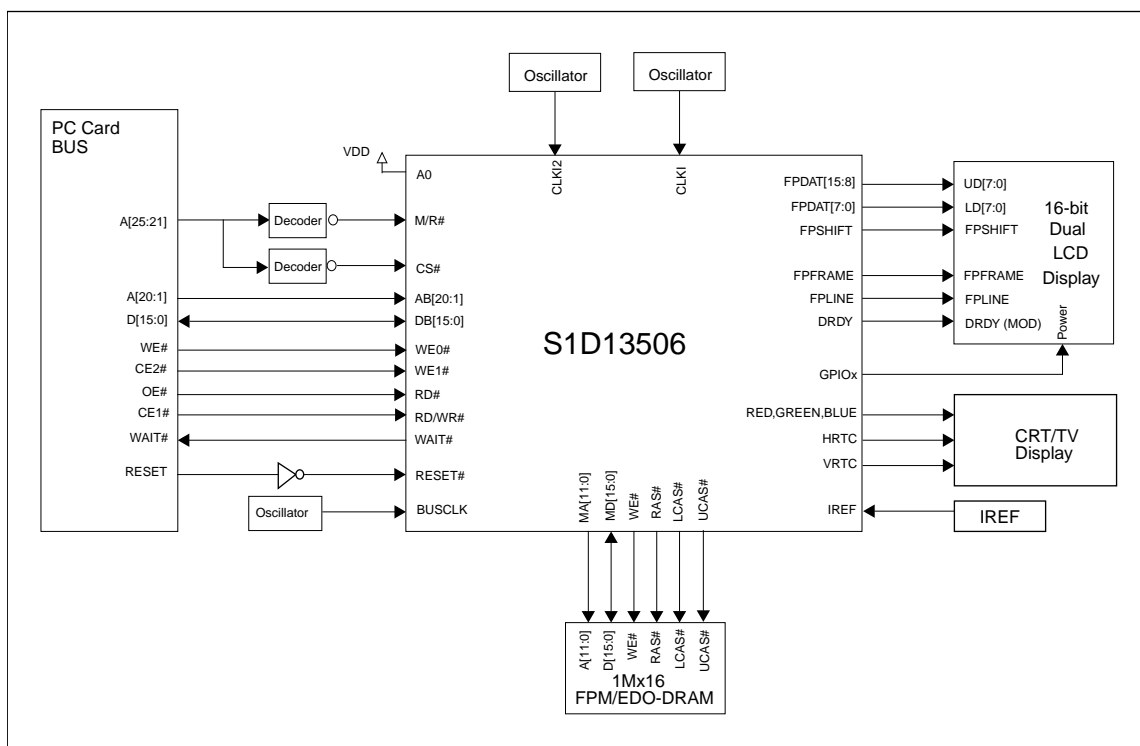 Oscillator
Oscillator
PC Card
BUS
VDD
A0
CLKI2
CLKI
A[25:21]
Decoder
M/R#
Decoder
CS#
A[20:1]
AB[20:1]
D[15:0]
DB[15:0]
WE#
WE0#
CE2#
WE1#
OE#
RD#
CE1#
RD/WR#
WAIT#
WAIT#
RESET
RESET#
Oscillator
BUSCLK
S1D13506
FPDAT[15:8]
UD[7:0]
FPDAT[7:0]
LD[7:0]
FPSHIFT
FPSHIFT
FPFRAME
FPFRAME
FPLINE
FPLINE
DRDY
DRDY (MOD)
16-bit
Dual
LCD
Display
Power
GPIOx
RED,GREEN,BLUE
HRTC
VRTC
CRT/TV
Display
IREF
IREF
MA[11:0]
MD[15:0]
WE#
RAS#
LCAS#
UCAS#
A[11:0]
D[15:0]
WE#
RAS#
LCAS#
UCAS#
1Mx16
FPM/EDO-DRAM